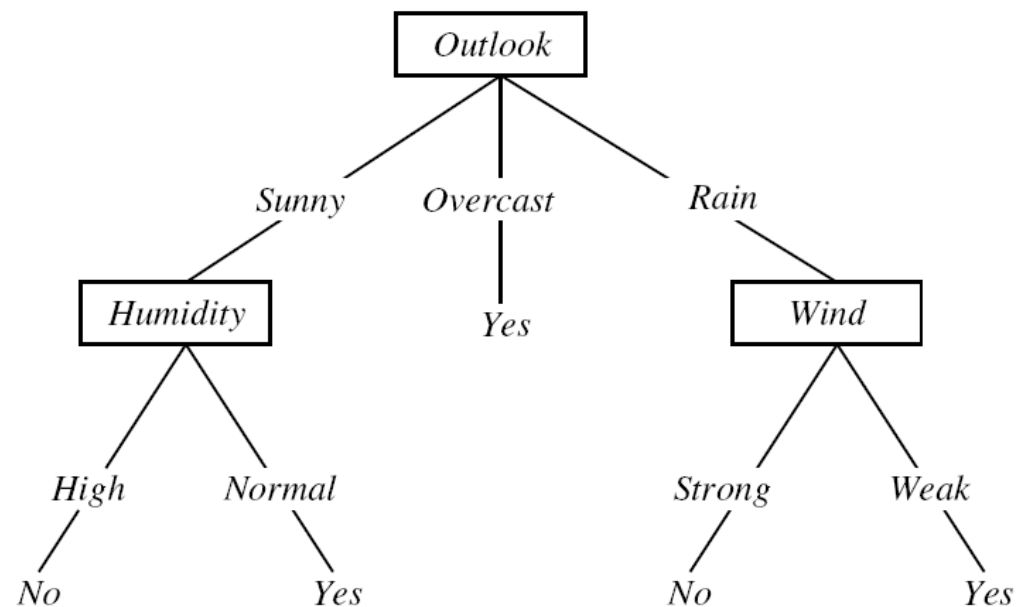 Outlook
Sunny Overcast Rain
Humidity Yes Wind
High Normal Strong Weak
No Yes No Yes